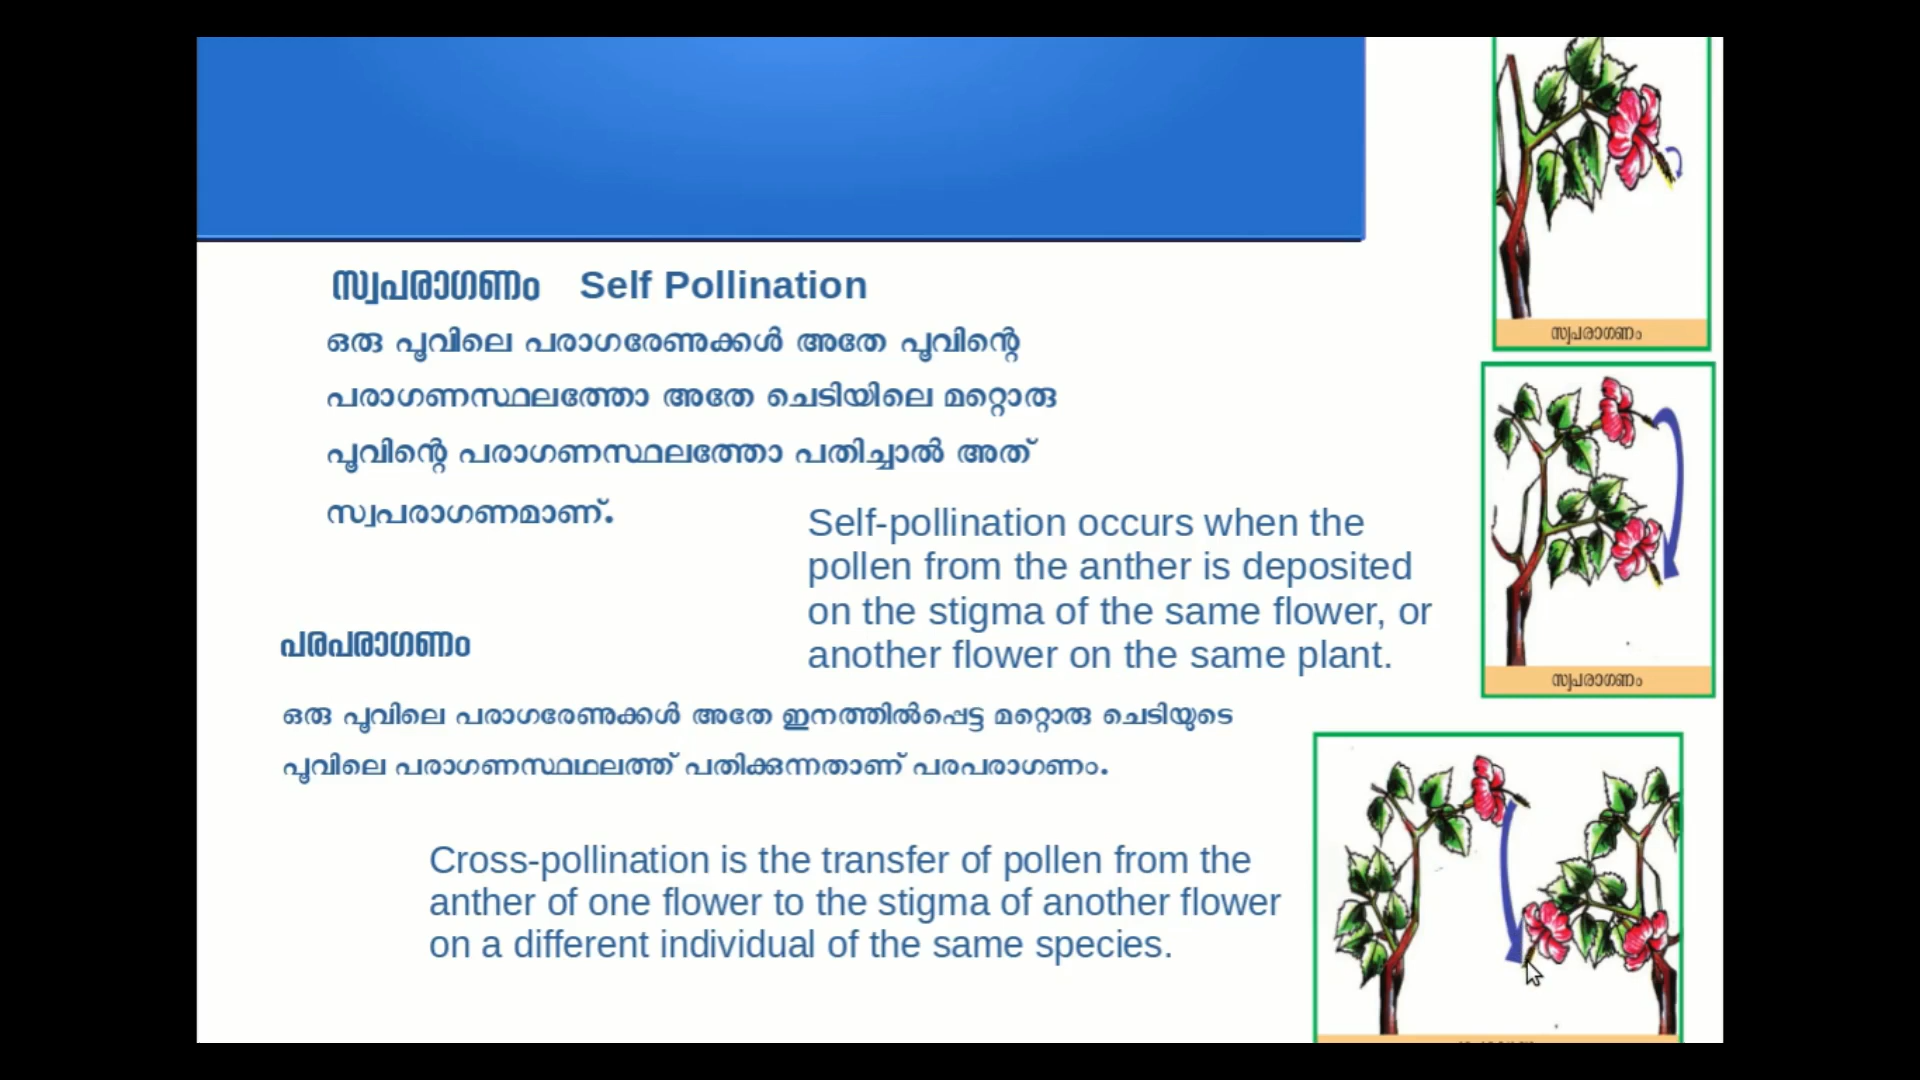 സ്വപരാഗണം Self Pollination
ഒരു പൂവിലെ പരാഗരേണുക്കൾ അതേ പൂവിന്റെ
പരാഗണസ്ഥലത്തോ അതേ ചെടിയിലെ മറ്റൊരു
പൂവിന്റെ പരാഗണസ്ഥലത്തോ പതിച്ചാൽ അത്
സ്വപരാഗണമാണ്.
Self-pollination occurs when the
pollen from the anther is deposited
on the stigma of the same flower, or
another flower on the same plant.
പരപരാഗണം
ഒരു പൂവിലെ പരാഗരേണുക്കൾ അതേ ഇനത്തിൽപ്പെട്ട മറ്റൊരു ചെടിയുടെ
പൂവിലെ പരാഗണസ്ഥഥലത്ത് പതിക്കുന്നതാണ് പരപരാഗണം.
Cross-pollination is the transfer of pollen from the
anther of one flower to the stigma of another flower
on a different individual of the same species.
സ്വപരാഗണം
സ്വപരാഗണം